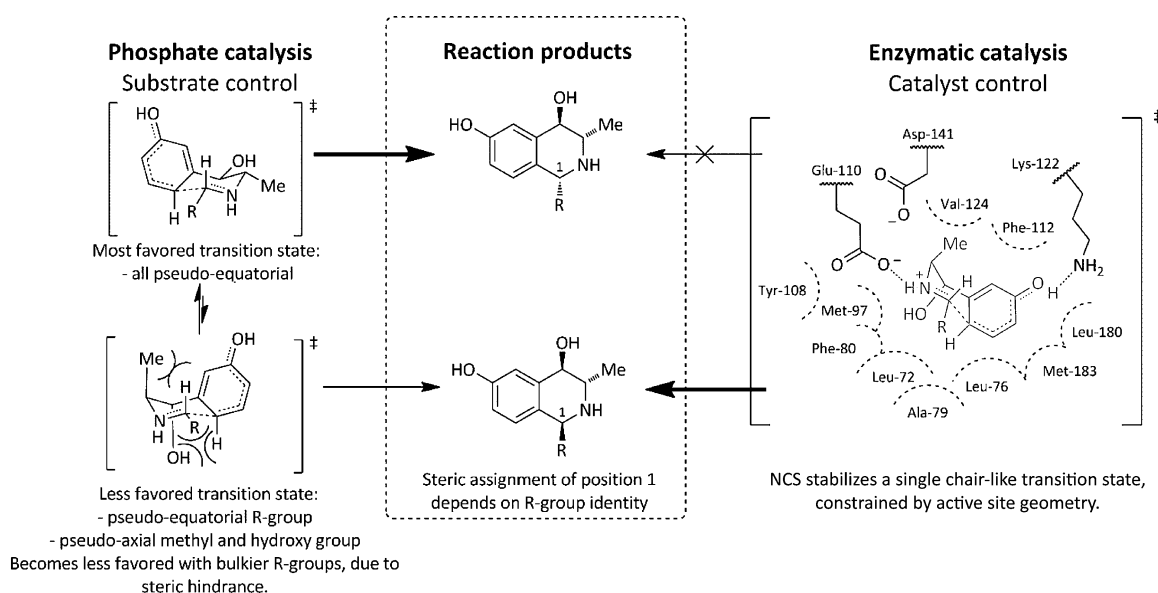 Phosphate catalysis
Substrate control
‡
HO
H
OH
Me
N
H
R
H
Most favored transition state:
- all pseudo-equatorial
‡
OH
Me
H
N
R
H
OH
Less favored transition state:
- pseudo-equatorial R-group
- pseudo-axial methyl and hydroxy group
Becomes less favored with bulkier R-groups, due to
steric hindrance.
Reaction products
OH
HO
Me
NH
1
R
OH
HO
Me
NH
1
R
Steric assignment of position 1
depends on R-group identity
Enzymatic catalysis
Catalyst control
‡
Asp-141
Glu-110
Lys-122
O
O
−
Val-124
Phe-112
Me
O
O
−
H
+
N
H
O
H
NH2
HO
R
H
Tyr-108
Met-97
Phe-80
Leu-72
Ala-79
Leu-76
Met-183
Leu-180
NCS stabilizes a single chair-like transition state,
constrained by active site geometry.